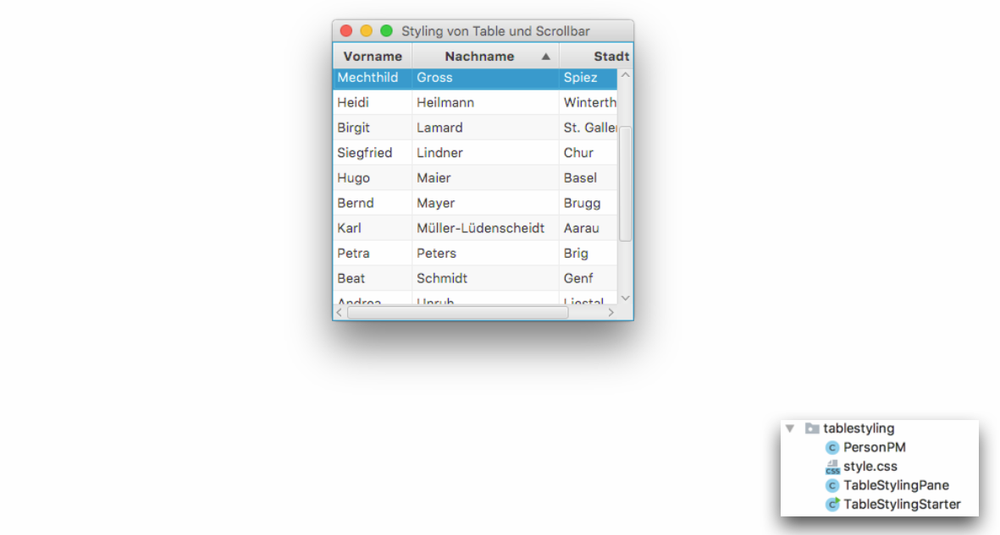 Styling von Table und Scrollbar
Vorname Nachname Stadt
Mechthild Gross Spiez
Heidi Heilmann Winterth
Birgit Lamard St. Galle
Siegfried Lindner Chur
Hugo Maier Basel
Bernd Mayer Brugg
Karl Müller-Lüdenscheidt Aarau
Petra Peters Brig
Beat Schmidt Genf
Andrea Unruh Liestal
tablestyling
C PersonPM
CSS style.css
C TableStylingPane
C TableStylingStarter